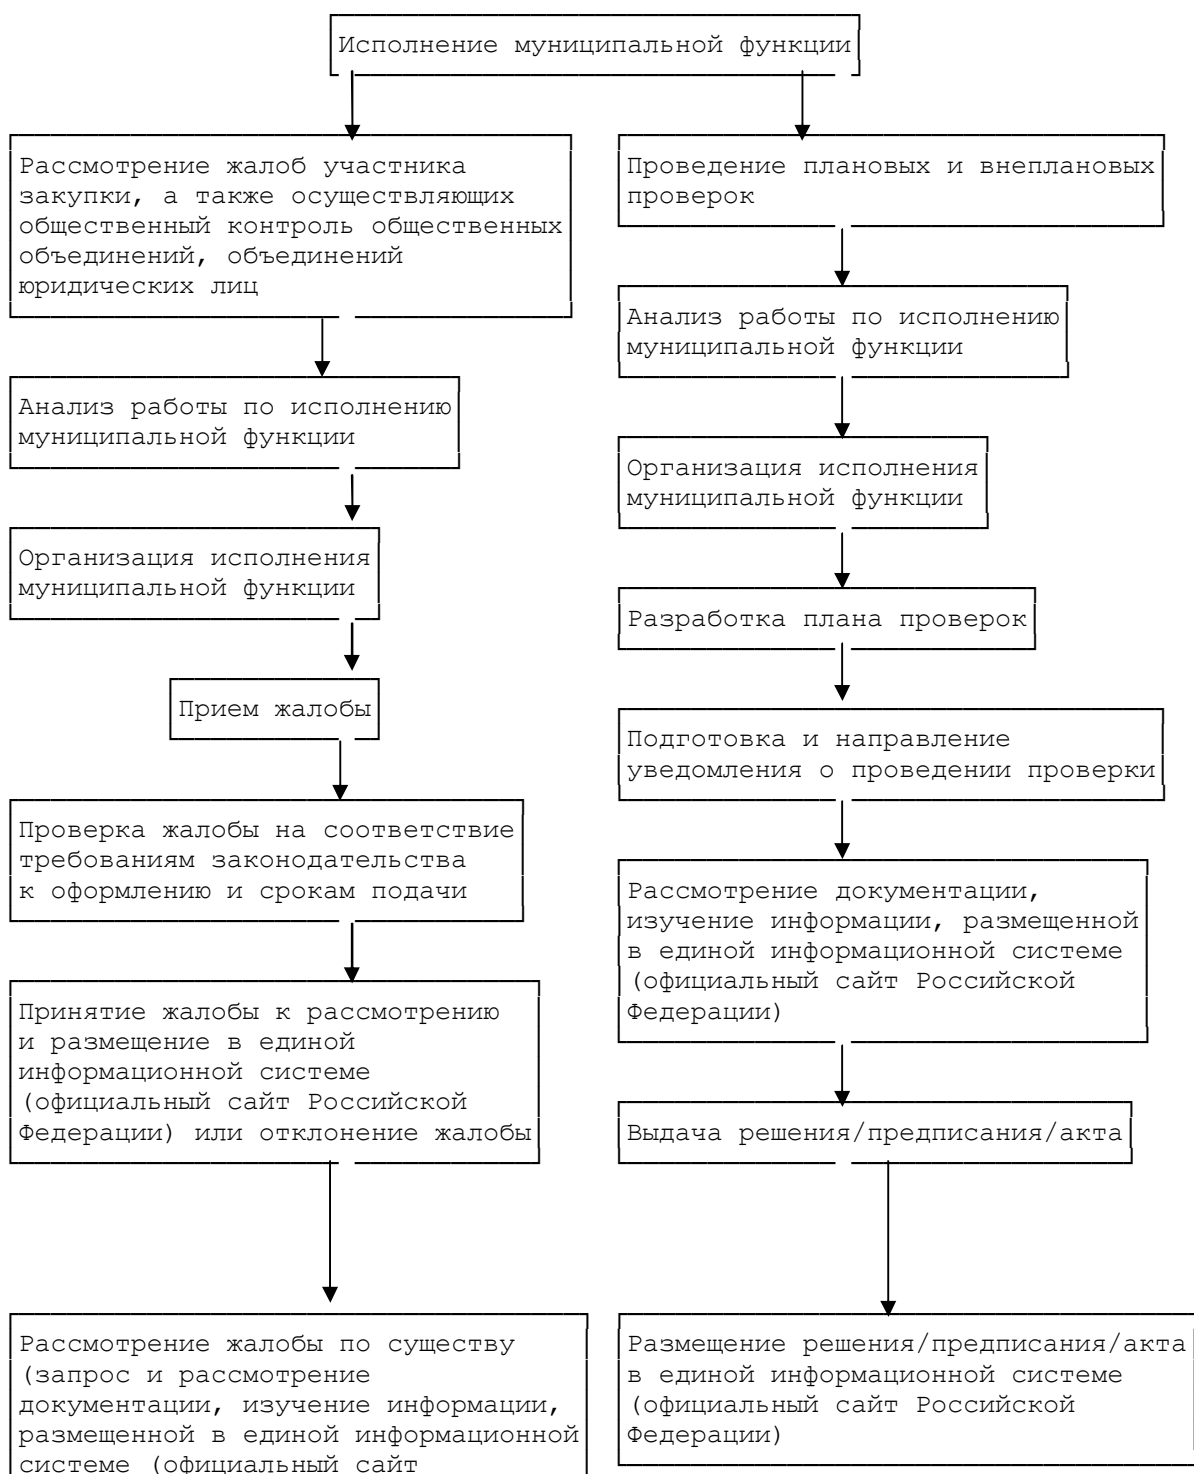 Исполнение муниципальной функции
Рассмотрение жалоб участника
закупки, а также осуществляющих
общественный контроль общественных
объединений, объединений
юридических лиц
Анализ работы по исполнению
муниципальной функции
Организация исполнения
муниципальной функции
Прием жалобы
Проверка жалобы на соответствие
требованиям законодательства
к оформлению и срокам подачи
Принятие жалобы к рассмотрению
и размещение в единой
информационной системе
(официальный сайт Российской
Федерации) или отклонение жалобы
Рассмотрение жалобы по существу
(запрос и рассмотрение
документации, изучение информации,
размещенной в единой информационной
системе (официальный сайт
Проведение плановых и внеплановых
проверок
Анализ работы по исполнению
муниципальной функции
Организация исполнения
муниципальной функции
Разработка плана проверок
Подготовка и направление
уведомления о проведении проверки
Рассмотрение документации,
изучение информации, размещенной
в единой информационной системе
(официальный сайт Российской
Федерации)
Выдача решения/предписания/акта
Размещение решения/предписания/акта
в единой информационной системе
(официальный сайт Российской
Федерации)